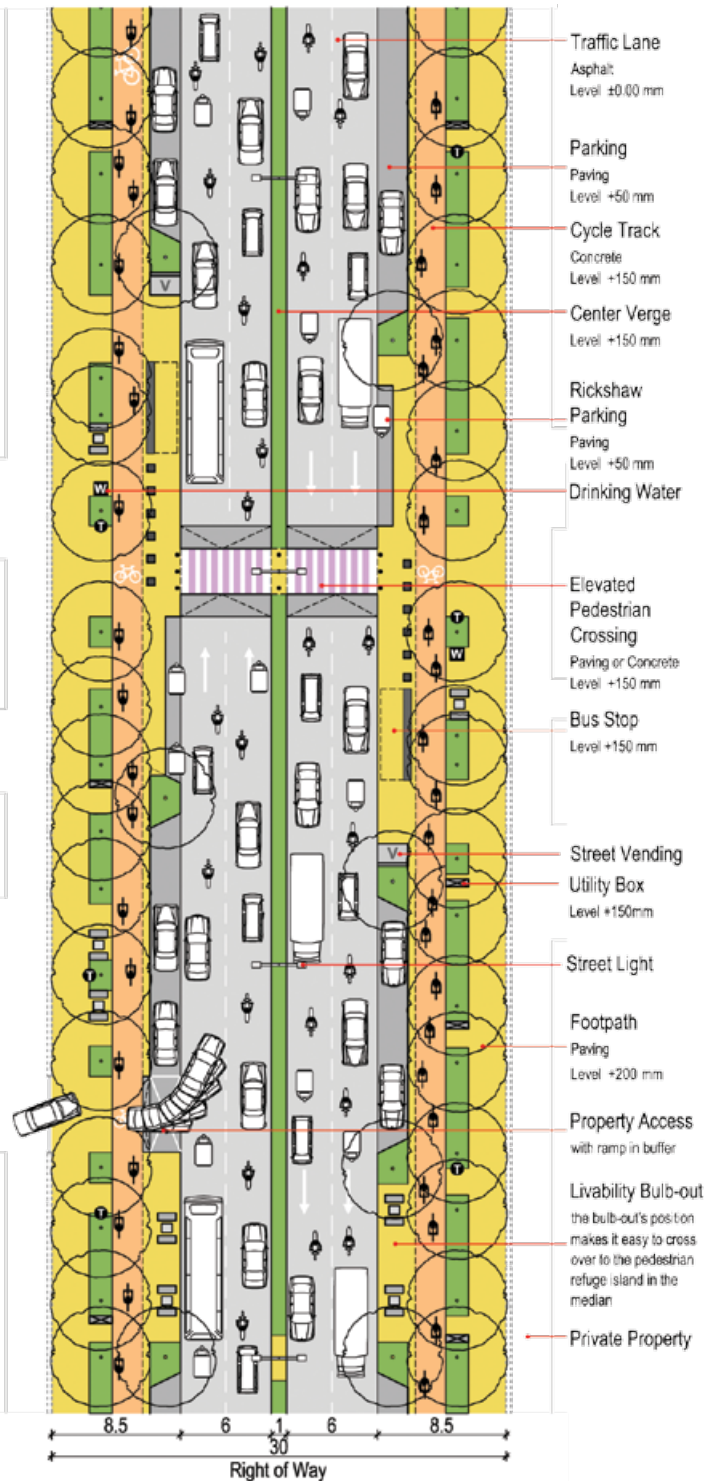 Traffic Lane
Asphalt
Level ±0.00 mm
Parking
Paving
Level +50 mm
Cycle Track
Concrete
Level +150 mm
Center Verge
Level +150 mm
Rickshaw
Parking
Paving
Level +50 mm
Drinking Water
Elevated
Pedestrian
Crossing
Paving or Concrete
Level +150 mm
Bus Stop
Level +150 mm
Street Vending
Utility Box
Level +150mm
Street Light
Footpath
Paving
Level +200 mm
Property Access
with ramp in buffer
Livability Bulb-out
the bulb-out's position
makes it easy to cross
over to the pedestrian
refuge island in the
median
Private Property
T
V
W
T
T
W
V
T
T
T
8.5 6 1 6 8.5
30
Right of Way